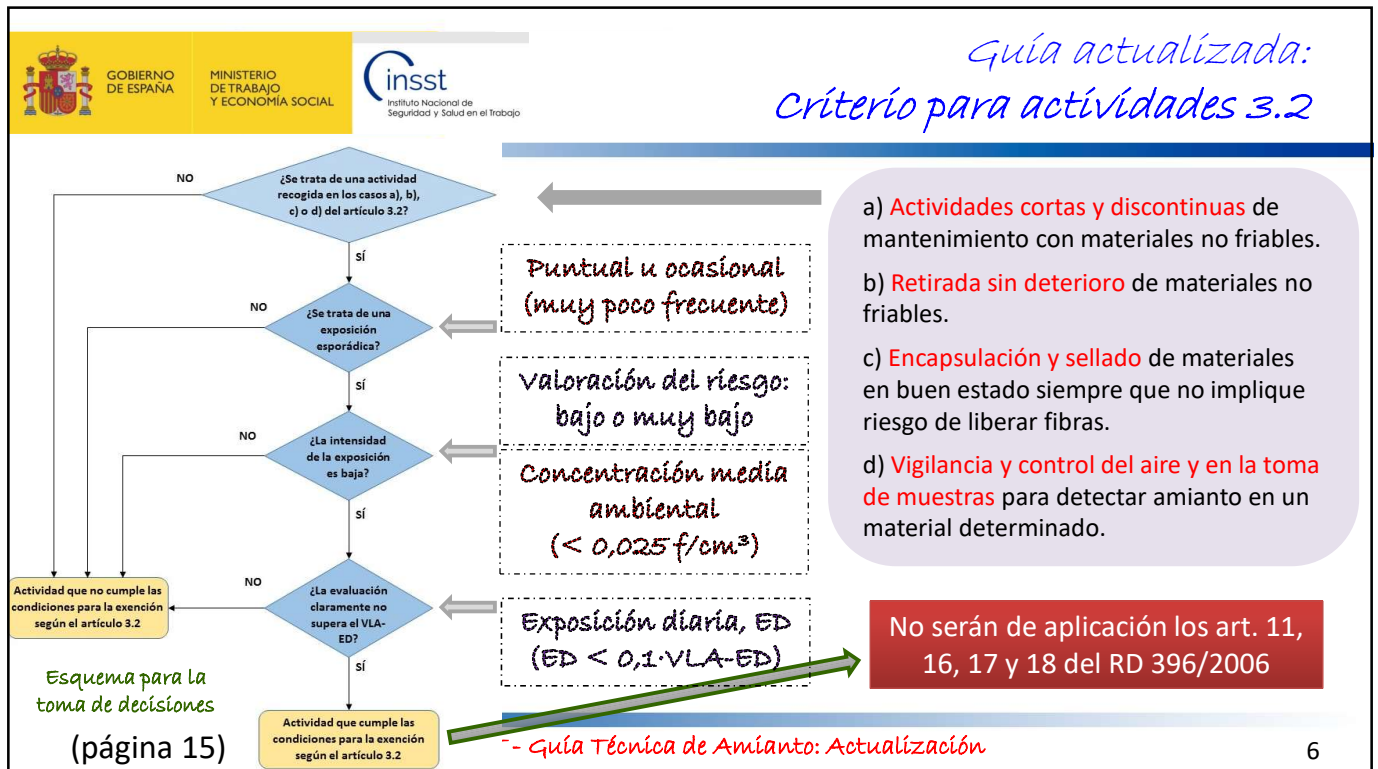 GOBIERNO
DE ESPAÑA
MINISTERIO
DE TRABAJO
Y ECONOMÍA SOCIAL
insst
Instituto Nacional de
Seguridad y Salud en el Trabajo
Guía actualizada:
Criterio para actividades 3.2
¿Se trata de una actividad
recogida en los casos a), b),
c) o d) del artículo 3.2?
NO
SÍ
¿Se trata de una
exposición
esporádica?
NO
SÍ
¿La intensidad
de la exposición
es baja?
NO
SÍ
¿La evaluación
claramente no
supera el VLA-
ED?
NO
SÍ
Actividad que no cumple las
condiciones para la exención
según el artículo 3.2
Actividad que cumple las
condiciones para la exención
según el artículo 3.2
Esquema para la
toma de decisiones
(página 15)
Puntual u ocasional
(muy poco frecuente)
Valoración del riesgo:
bajo o muy bajo
Concentración media
ambiental
(< 0,025 f/cm³)
Exposición diaria, ED
(ED < 0,1·VLA-ED)
a) Actividades cortas y discontinuas de
mantenimiento con materiales no friables.
b) Retirada sin deterioro de materiales no
friables.
c) Encapsulación y sellado de materiales
en buen estado siempre que no implique
riesgo de liberar fibras.
d) Vigilancia y control del aire y en la toma
de muestras para detectar amianto en un
material determinado.
No serán de aplicación los art. 11,
16, 17 y 18 del RD 396/2006
- Guía Técnica de Amianto: Actualización
6